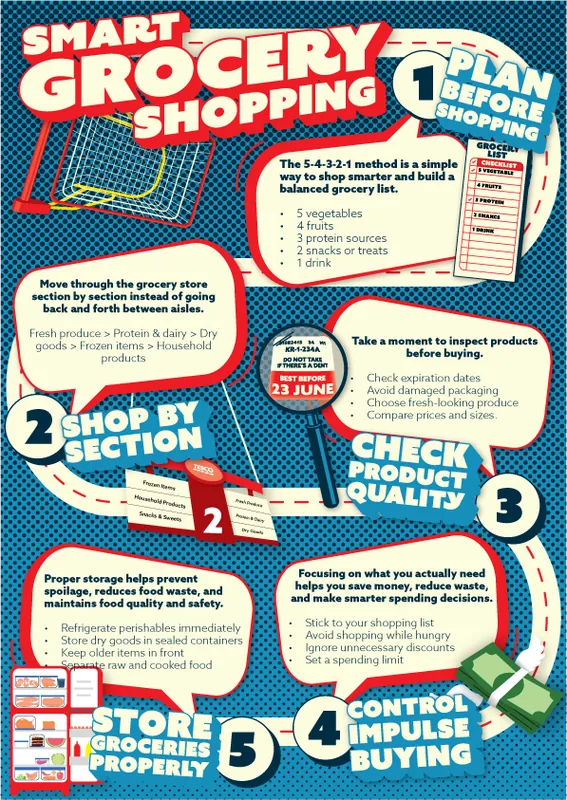 SMART
GROCERY
SHOPPING
1
PLAN
BEFORE
SHOPPING
The 5-4-3-2-1 method is a simple
way to shop smarter and build a
balanced grocery list.
• 5 vegetables
• 4 fruits
• 3 protein sources
• 2 snacks or treats
• 1 drink
GROCERY
LIST
CHECKLIST
5 VEGETABLE
4 FRUITS
3 PROTEIN
2 SNANCS
1 DRINK
Move through the grocery store
section by section instead of going
back and forth between aisles.
Fresh produce > Protein & dairy > Dry
goods > Frozen items > Household
products
2
SHOP BY
SECTION
TESCO
Frozen Items
Household Products
Snacks & Sweets
2
Fresh Produce
Protein & Dairy
Dry Goods
KR-1-234A
DO NOT TAKE
IF THERE'S A DENT
BEST BEFORE
23 JUNE
Take a moment to inspect products
before buying.
• Check expiration dates
• Avoid damaged packaging
• Choose fresh-looking produce
• Compare prices and sizes.
CHECK
PRODUCT
QUALITY
3
Focusing on what you actually need
helps you save money, reduce waste,
and make smarter spending decisions.
• Stick to your shopping list
• Avoid shopping while hungry
• Ignore unnecessary discounts
• Set a spending limit
4
CONTROL
IMPULSE
BUYING
Proper storage helps prevent
spoilage, reduces food waste, and
maintains food quality and safety.
• Refrigerate perishables immediately
• Store dry goods in sealed containers
• Keep older items in front
• Separate raw and cooked food
STORE
GROCERIES
PROPERLY
5